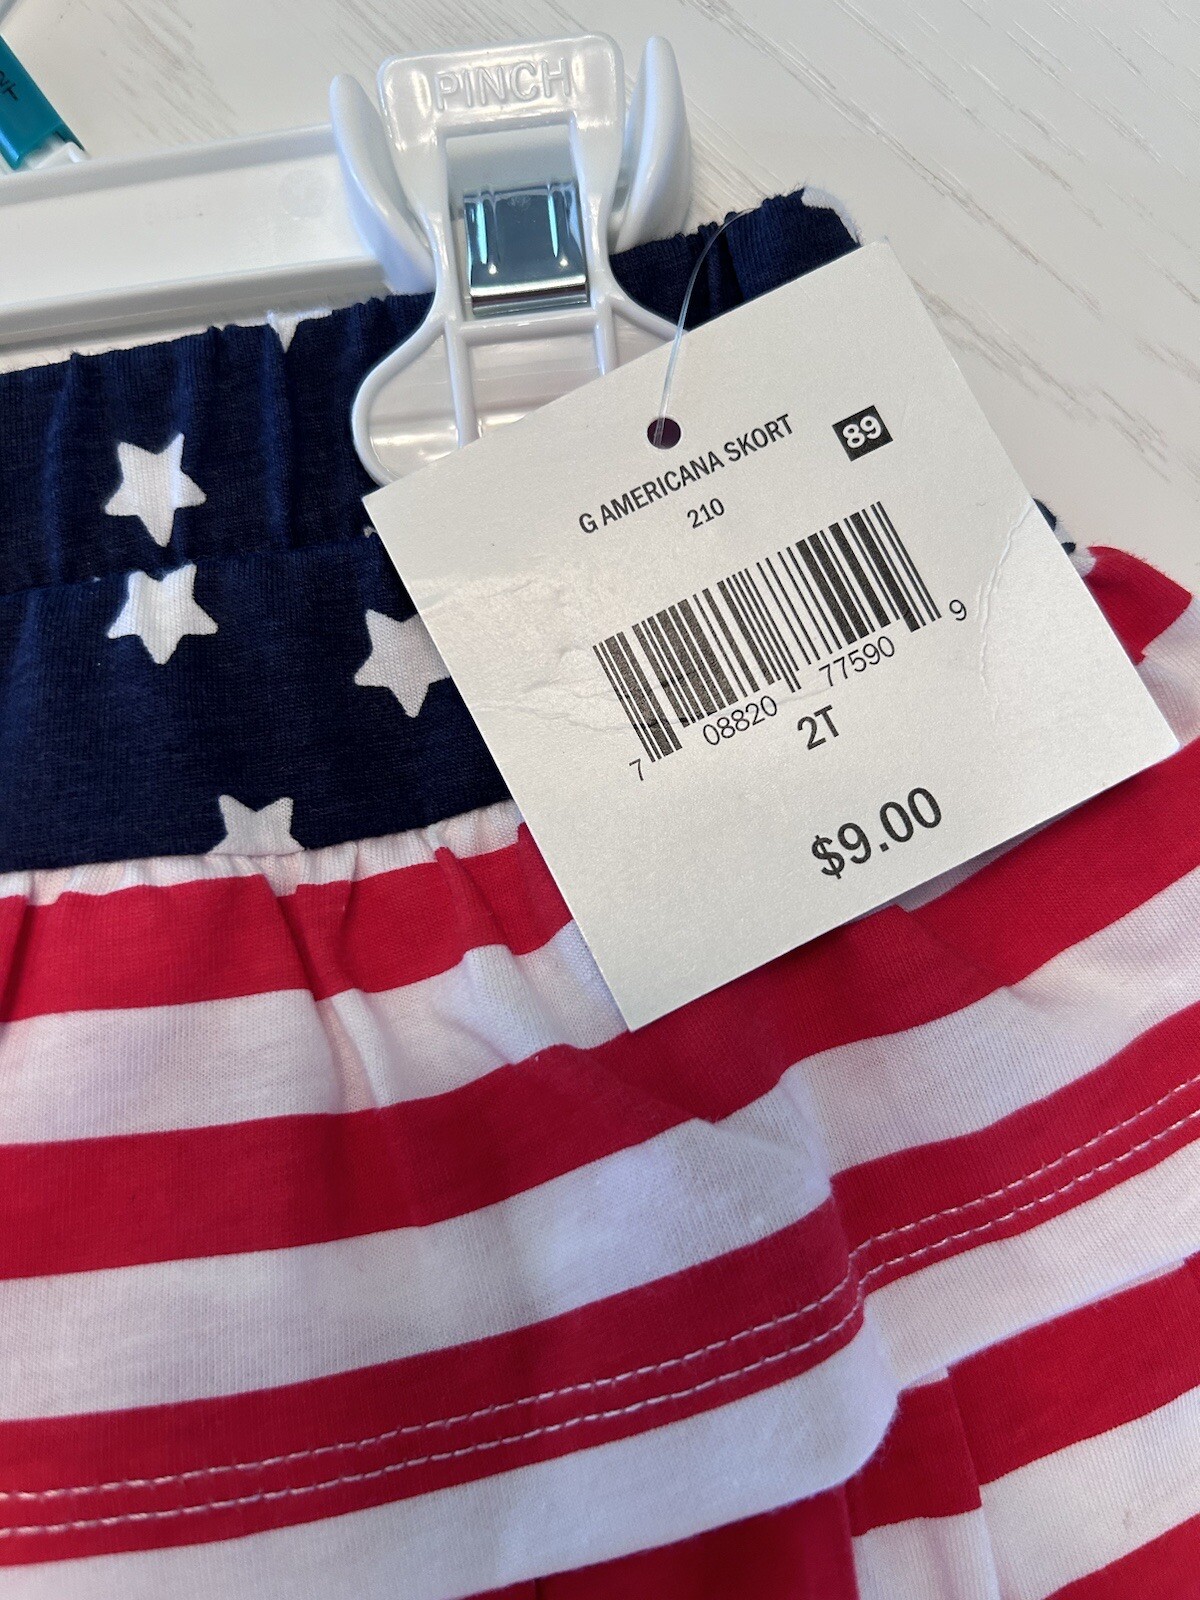 PINCH
G AMERICANA SKORT
89
210
7 08820 77590 9
2T
$9.00